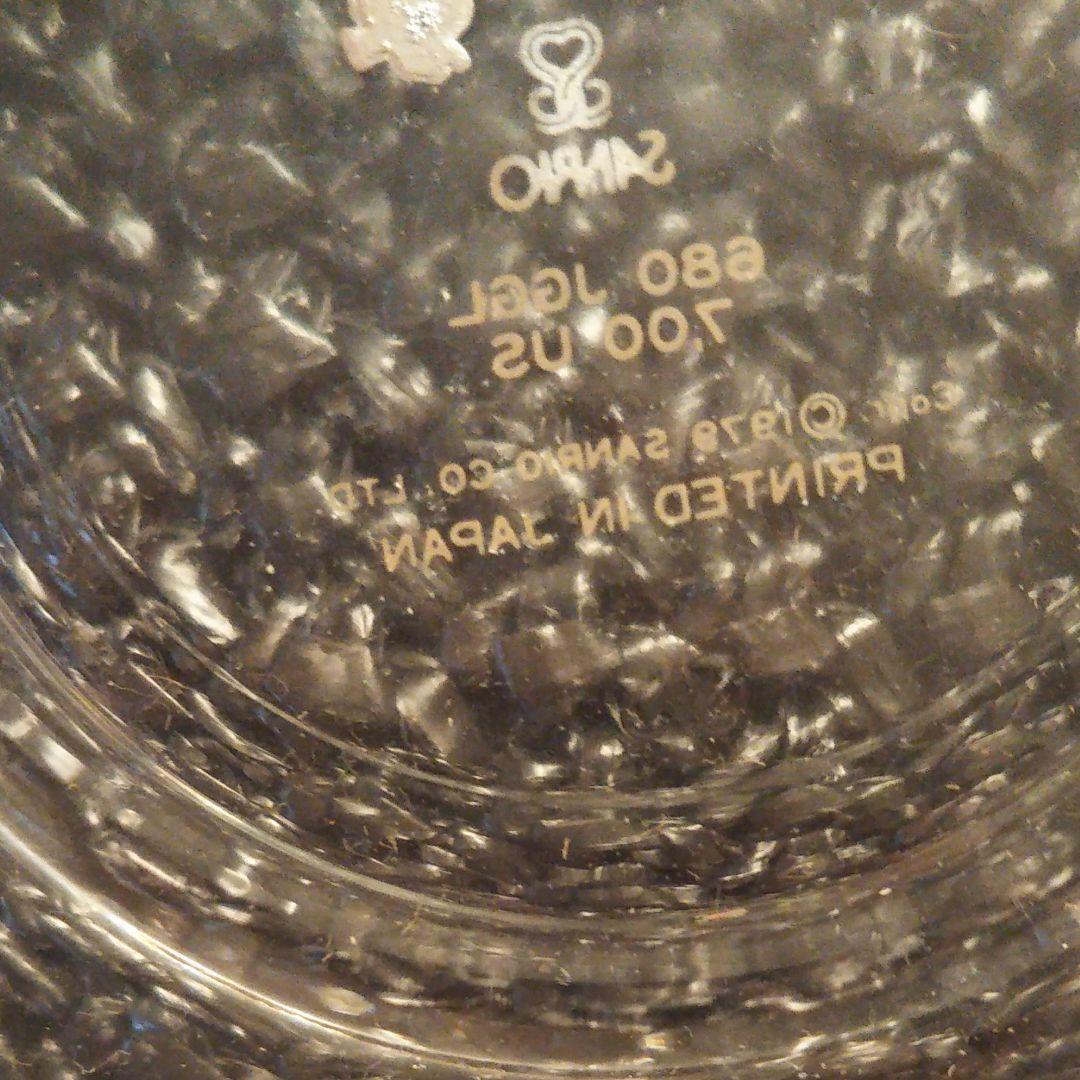 SANRIO
680 JGGL
7.00 US
©1979 SANRIO CO. LTD
PRINTED IN JAPAN